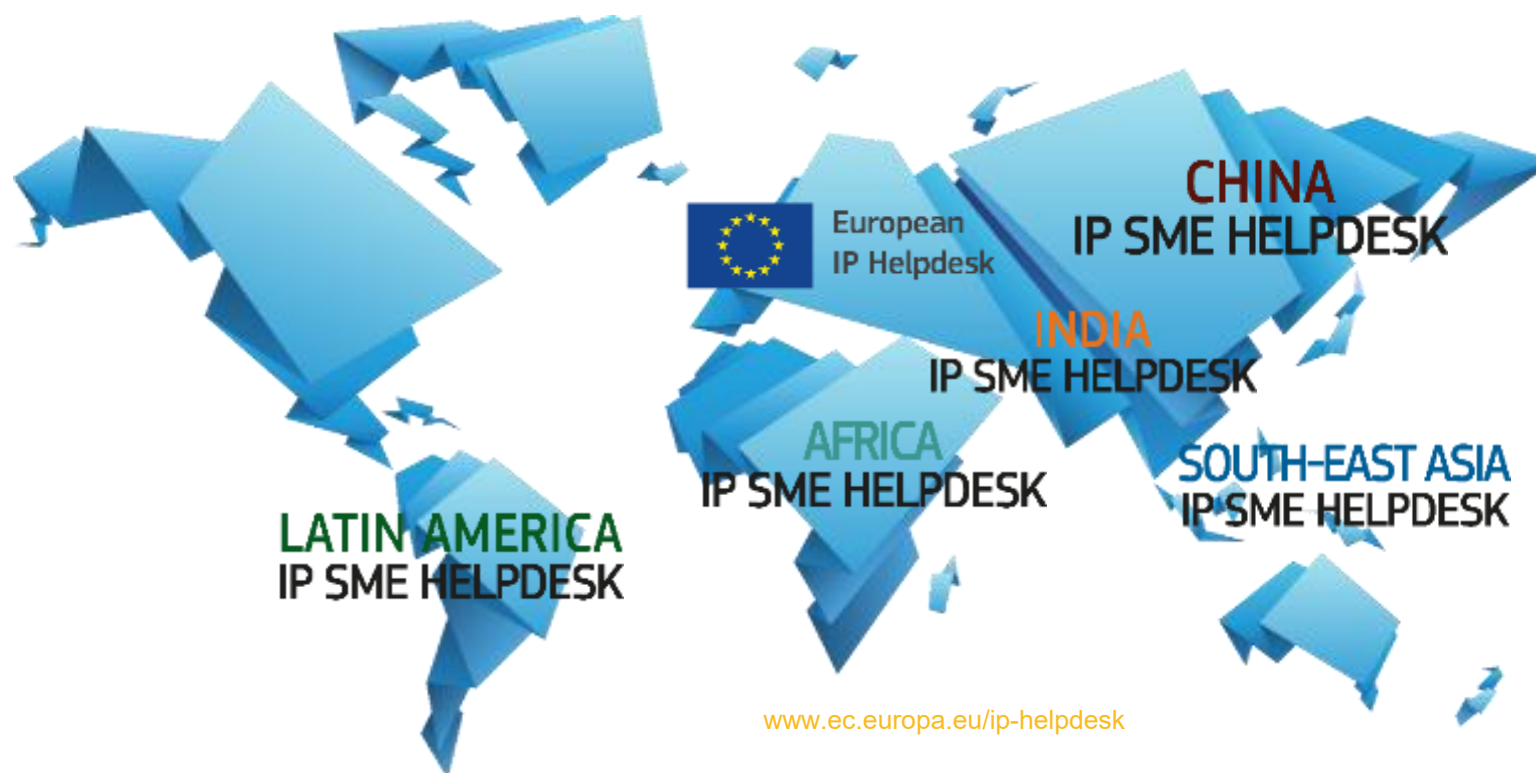 CHINA
IP SME HELPDESK
European
IP Helpdesk
INDIA
IP SME HELPDESK
AFRICA
IP SME HELPDESK
SOUTH-EAST ASIA
IP SME HELPDESK
LATIN AMERICA
IP SME HELPDESK
www.ec.europa.eu/ip-helpdesk